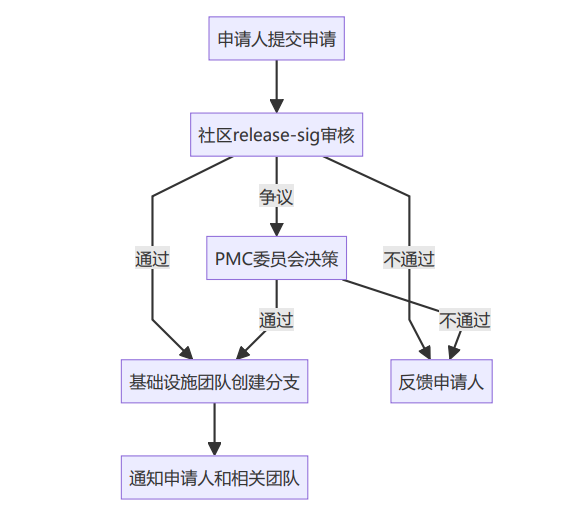 申请人提交申请
社区release-sig审核
争议
通过
PMC委员会决策
不通过
通过
不通过
基础设施团队创建分支
反馈申请人
通知申请人和相关团队